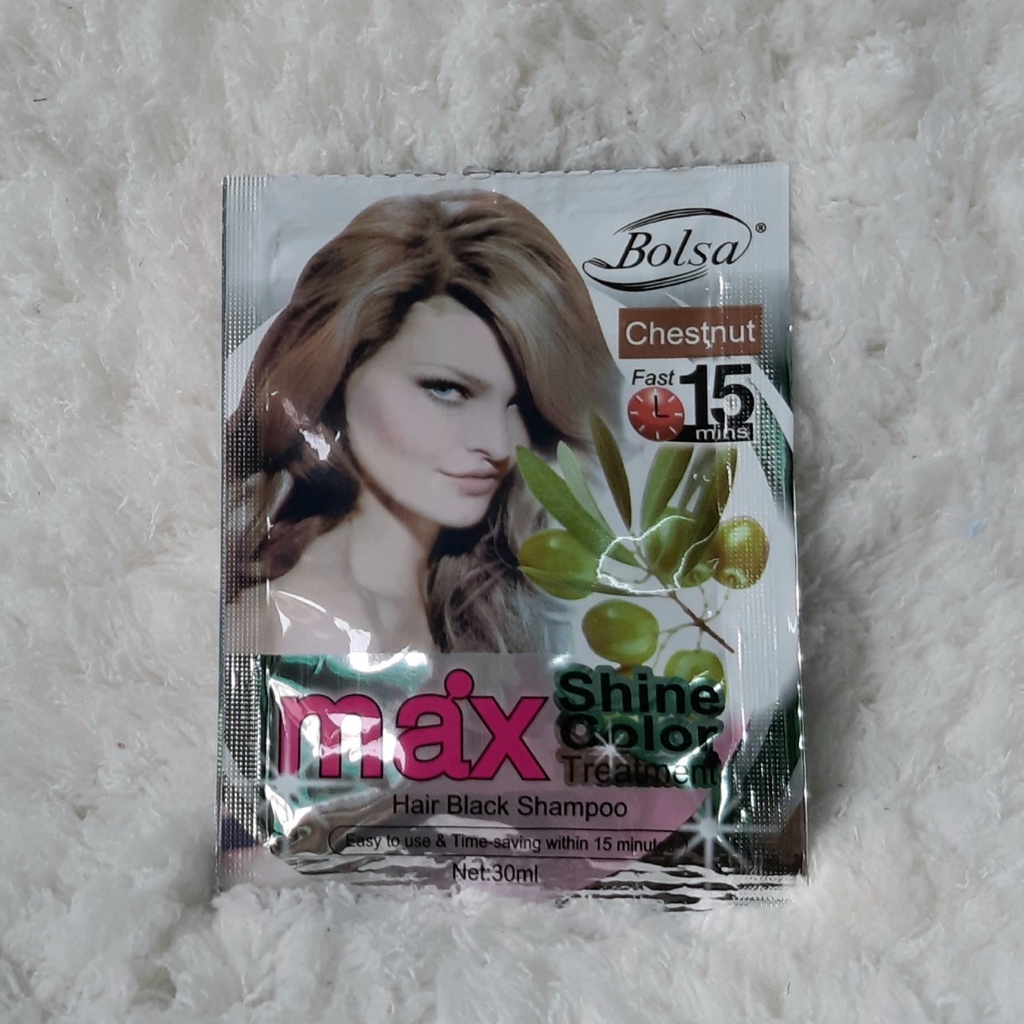 Bolsa®
Chestnut
Fast 15
mins
max
Shine
Color
Treatment
Hair Black Shampoo
Easy to use & Time-saving within 15 minutes
Net:30ml